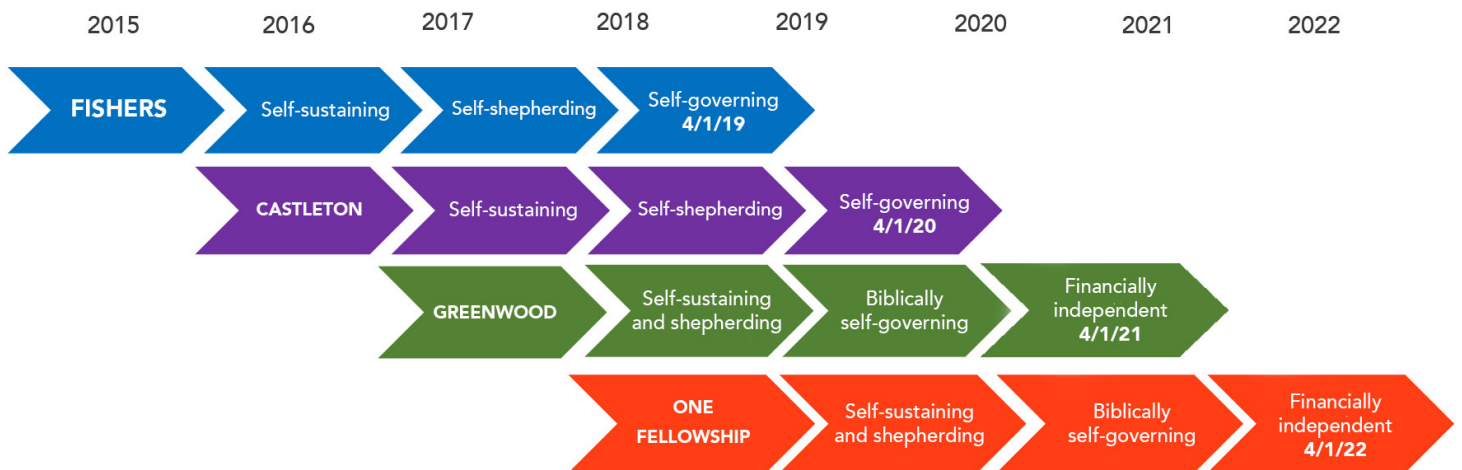 2015 2016 2017 2018 2019 2020 2021 2022
FISHERS
Self-sustaining
Self-shepherding
Self-governing
4/1/19
CASTLETON
Self-sustaining
Self-shepherding
Self-governing
4/1/20
GREENWOOD
Self-sustaining
and shepherding
Biblically
self-governing
Financially
independent
4/1/21
ONE
FELLOWSHIP
Self-sustaining
and shepherding
Biblically
self-governing
Financially
independent
4/1/22